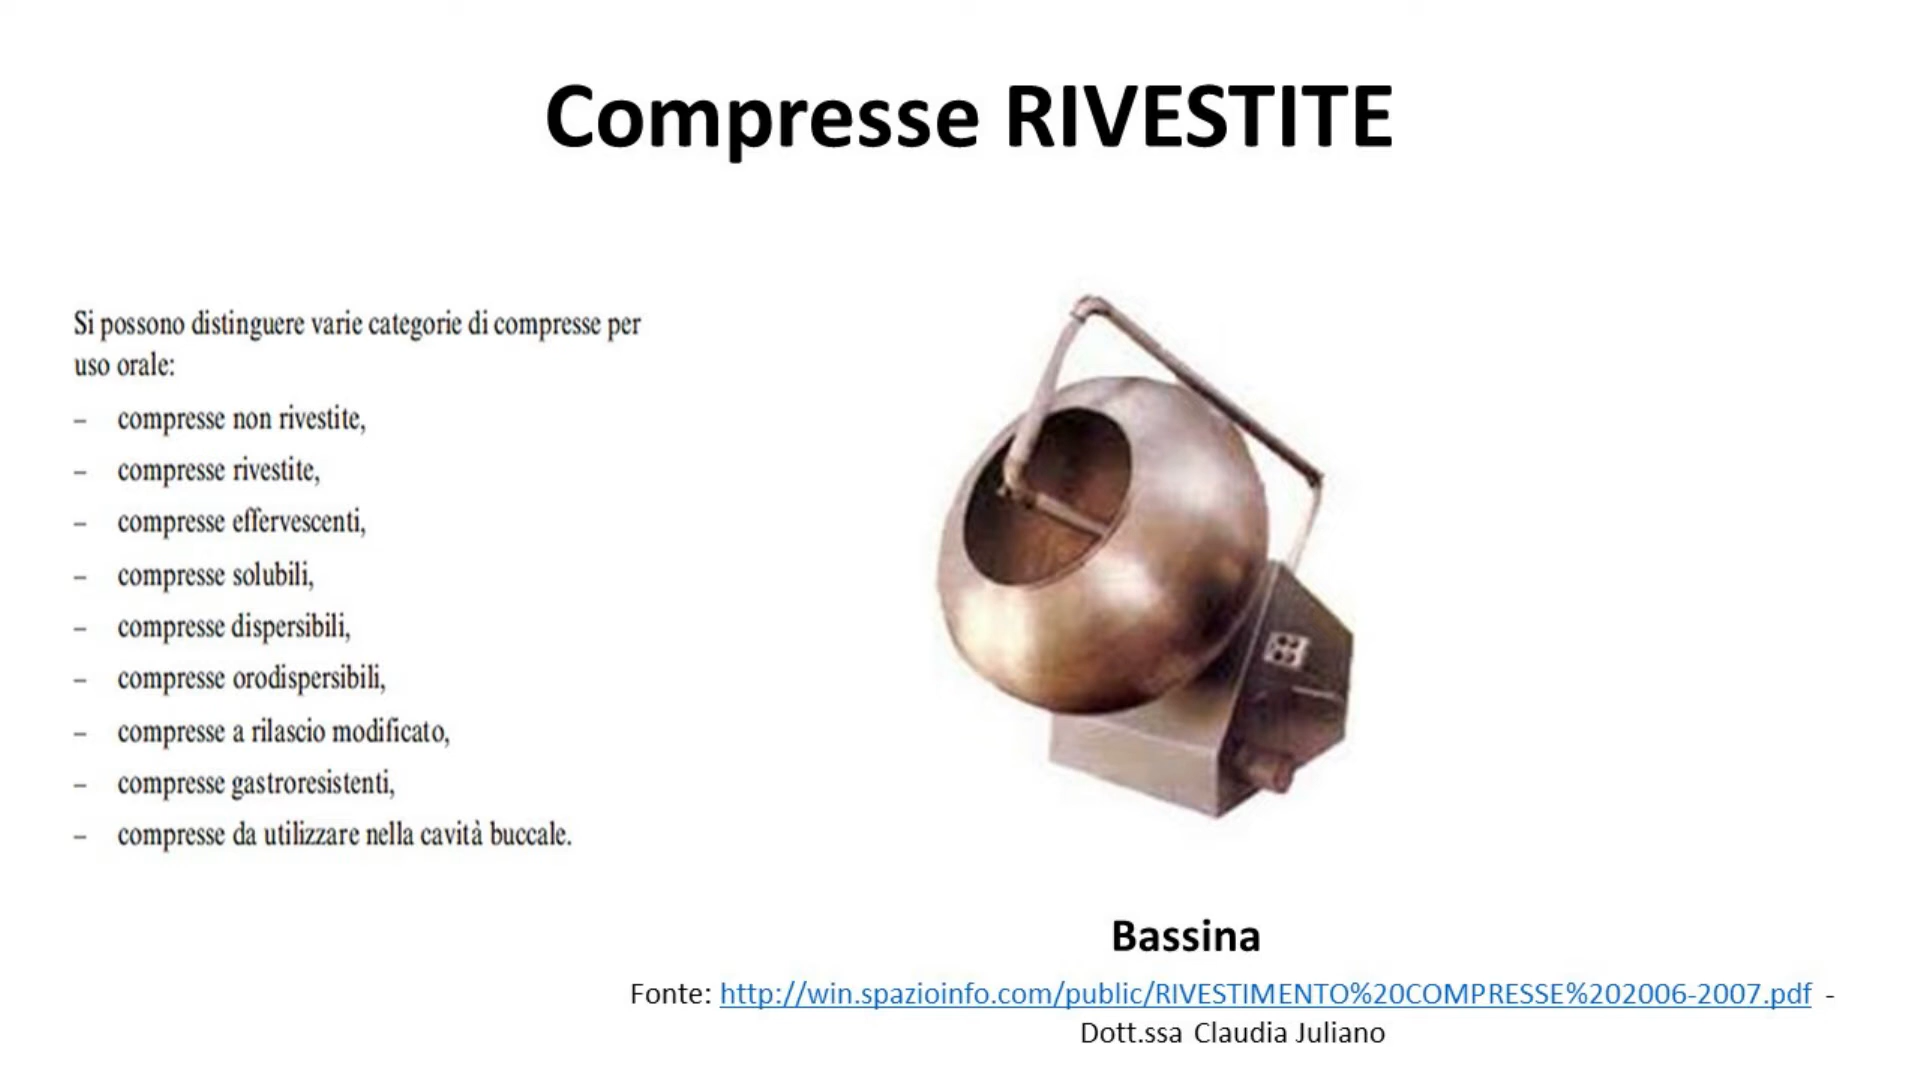 Compresse RIVESTITE
Si possono distinguere varie categorie di compresse per
uso orale:
– compresse non rivestite,
– compresse rivestite,
– compresse effervescenti,
– compresse solubili,
– compresse dispersibili,
– compresse orodispersibili,
– compresse a rilascio modificato,
– compresse gastroresistenti,
– compresse da utilizzare nella cavità buccale.
Bassina
Fonte: http://win.spazioinfo.com/public/RIVESTIMENTO%20COMPRESSE%202006-2007.pdf -
Dott.ssa Claudia Juliano